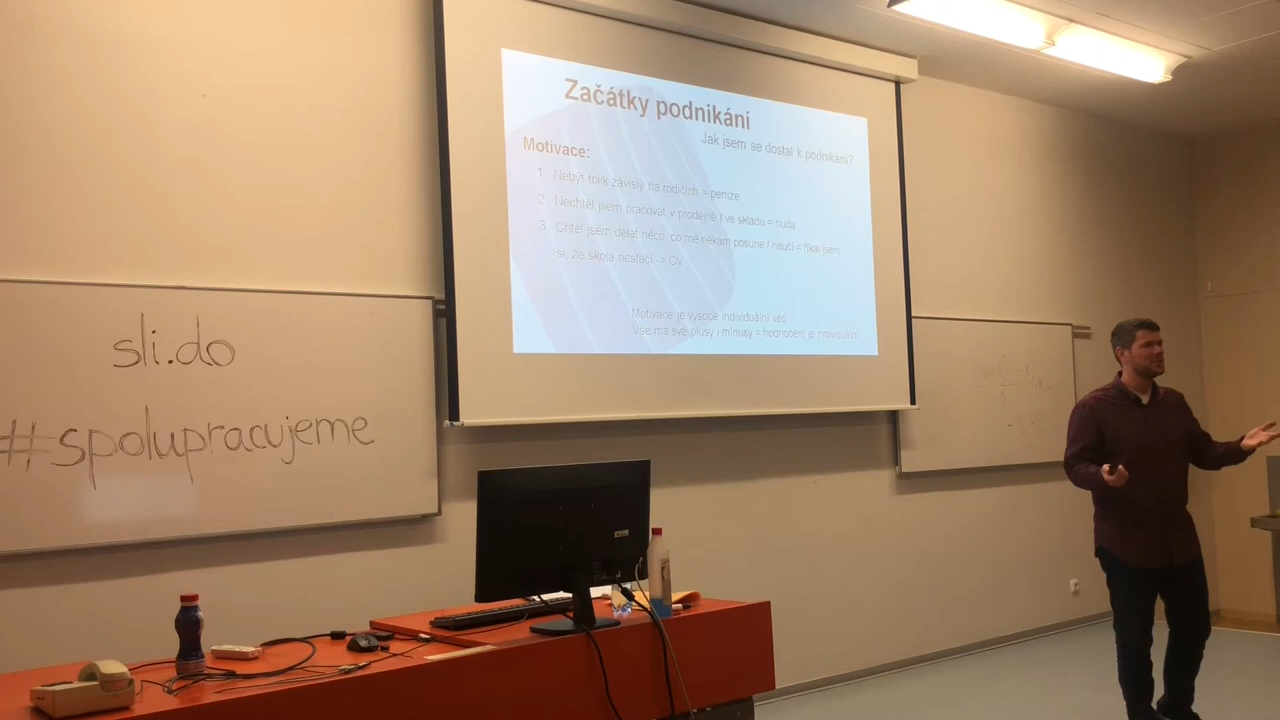 sli.do
#spolupracujeme
Začátky podnikání
Jak jsem se dostal k podnikání?
Motivace:
1. Nebýt tolik závislý na rodičích = peníze
2. Nechtěl jsem pracovat v prodejně / ve skladu = nuda
3. Chtěl jsem dělat něco, co mě někam posune / naučí = říkal jsem
si, že škola nestačí -> CV
Motivace je vysoce individuální věc
Vše má své plusy i mínusy = hodnocení je individuální